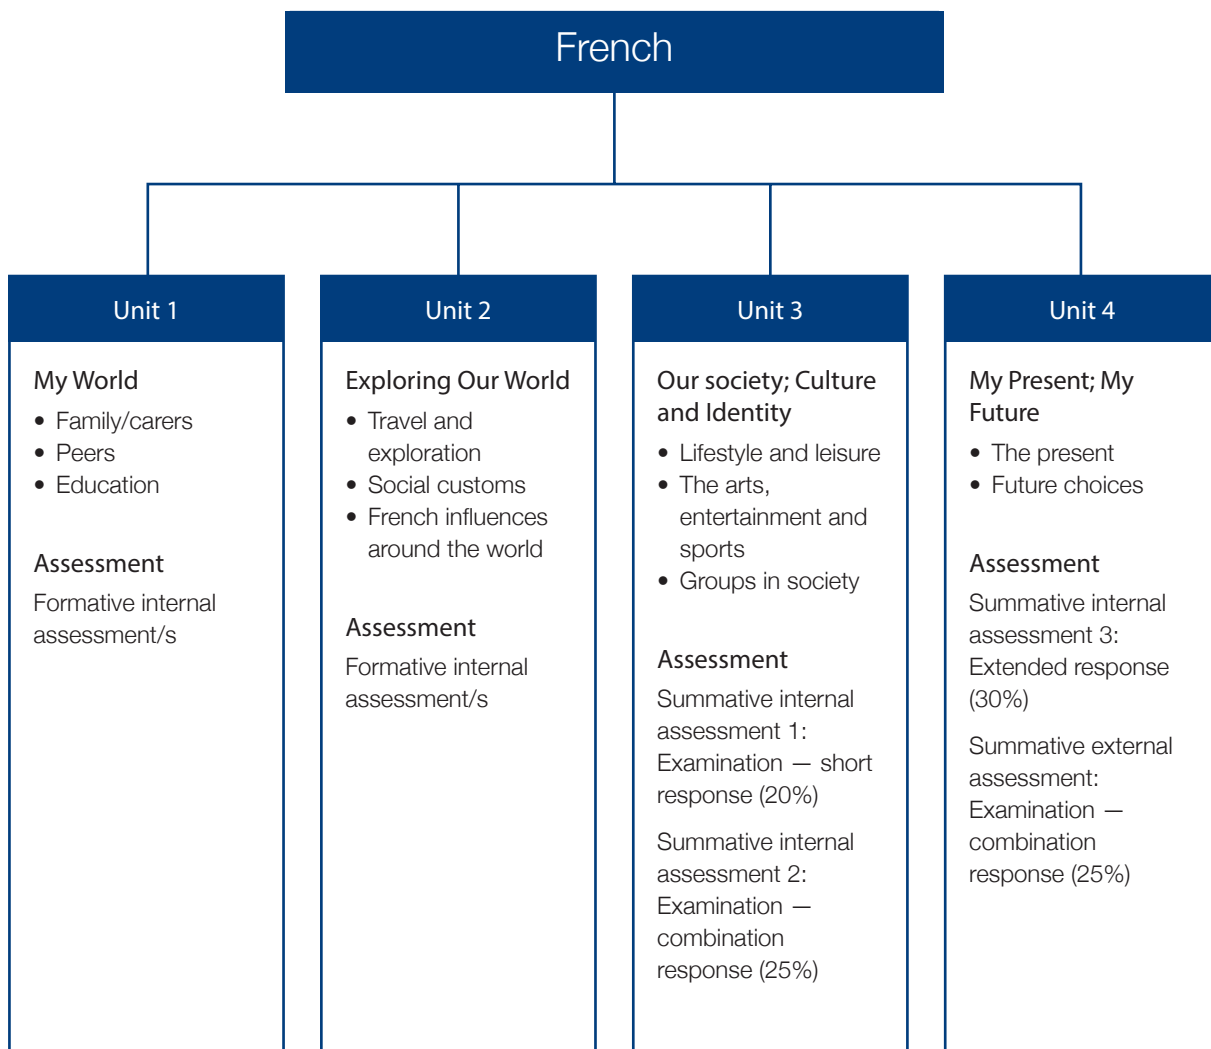 French
Unit 1
My World
• Family/carers
• Peers
• Education
Assessment
Formative internal
assessment/s
Unit 2
Exploring Our World
• Travel and
exploration
• Social customs
• French influences
around the world
Assessment
Formative internal
assessment/s
Unit 3
Our society; Culture
and Identity
• Lifestyle and leisure
• The arts,
entertainment and
sports
• Groups in society
Assessment
Summative internal
assessment 1:
Examination — short
response (20%)
Summative internal
assessment 2:
Examination —
combination
response (25%)
Unit 4
My Present; My
Future
• The present
• Future choices
Assessment
Summative internal
assessment 3:
Extended response
(30%)
Summative external
assessment:
Examination —
combination
response (25%)